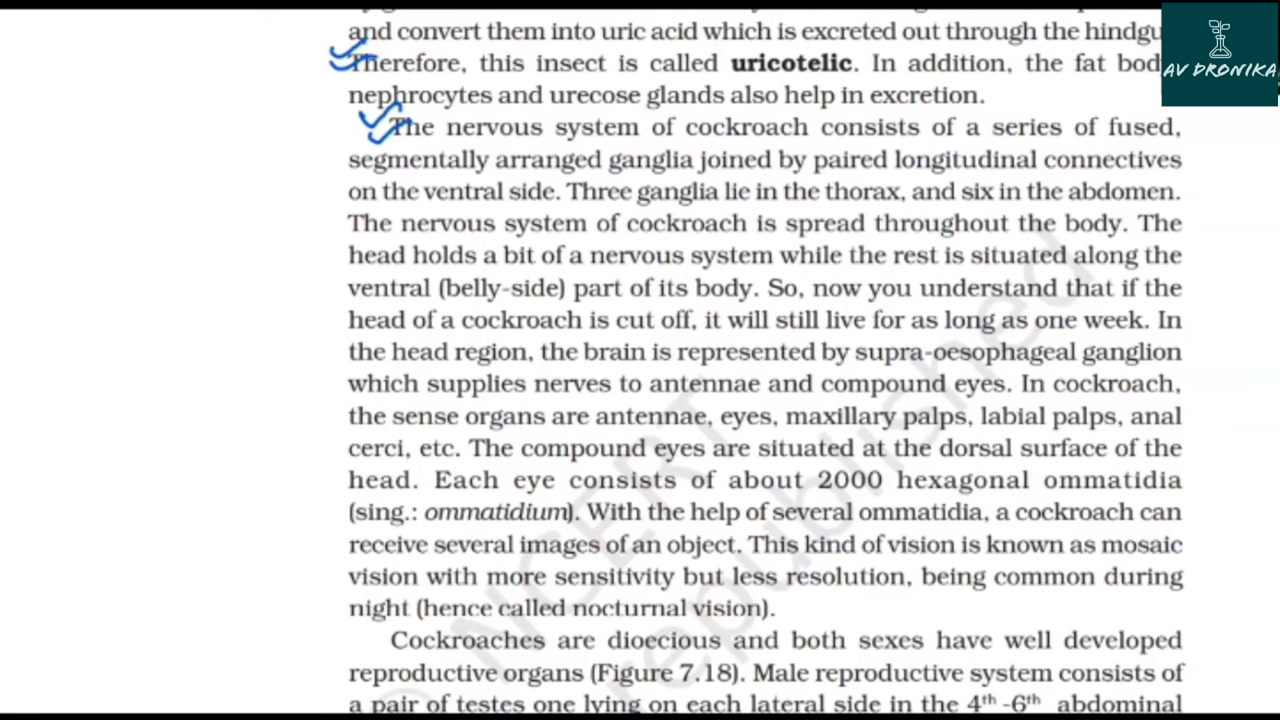 and convert them into uric acid which is excreted out through the hindgu
Therefore, this insect is called uricotelic. In addition, the fat bod
nephrocytes and urecose glands also help in excretion.
The nervous system of cockroach consists of a series of fused,
segmentally arranged ganglia joined by paired longitudinal connectives
on the ventral side. Three ganglia lie in the thorax, and six in the abdomen.
The nervous system of cockroach is spread throughout the body. The
head holds a bit of a nervous system while the rest is situated along the
ventral (belly-side) part of its body. So, now you understand that if the
head of a cockroach is cut off, it will still live for as long as one week. In
the head region, the brain is represented by supra-oesophageal ganglion
which supplies nerves to antennae and compound eyes. In cockroach,
the sense organs are antennae, eyes, maxillary palps, labial palps, anal
cerci, etc. The compound eyes are situated at the dorsal surface of the
head. Each eye consists of about 2000 hexagonal ommatidia
(sing.: ommatidium). With the help of several ommatidia, a cockroach can
receive several images of an object. This kind of vision is known as mosaic
vision with more sensitivity but less resolution, being common during
night (hence called nocturnal vision).
Cockroaches are dioecious and both sexes have well developed
reproductive organs (Figure 7.18). Male reproductive system consists of
a pair of testes one lying on each lateral side in the 4th -6th abdominal
AV DRONIKA
© NCERT
republished